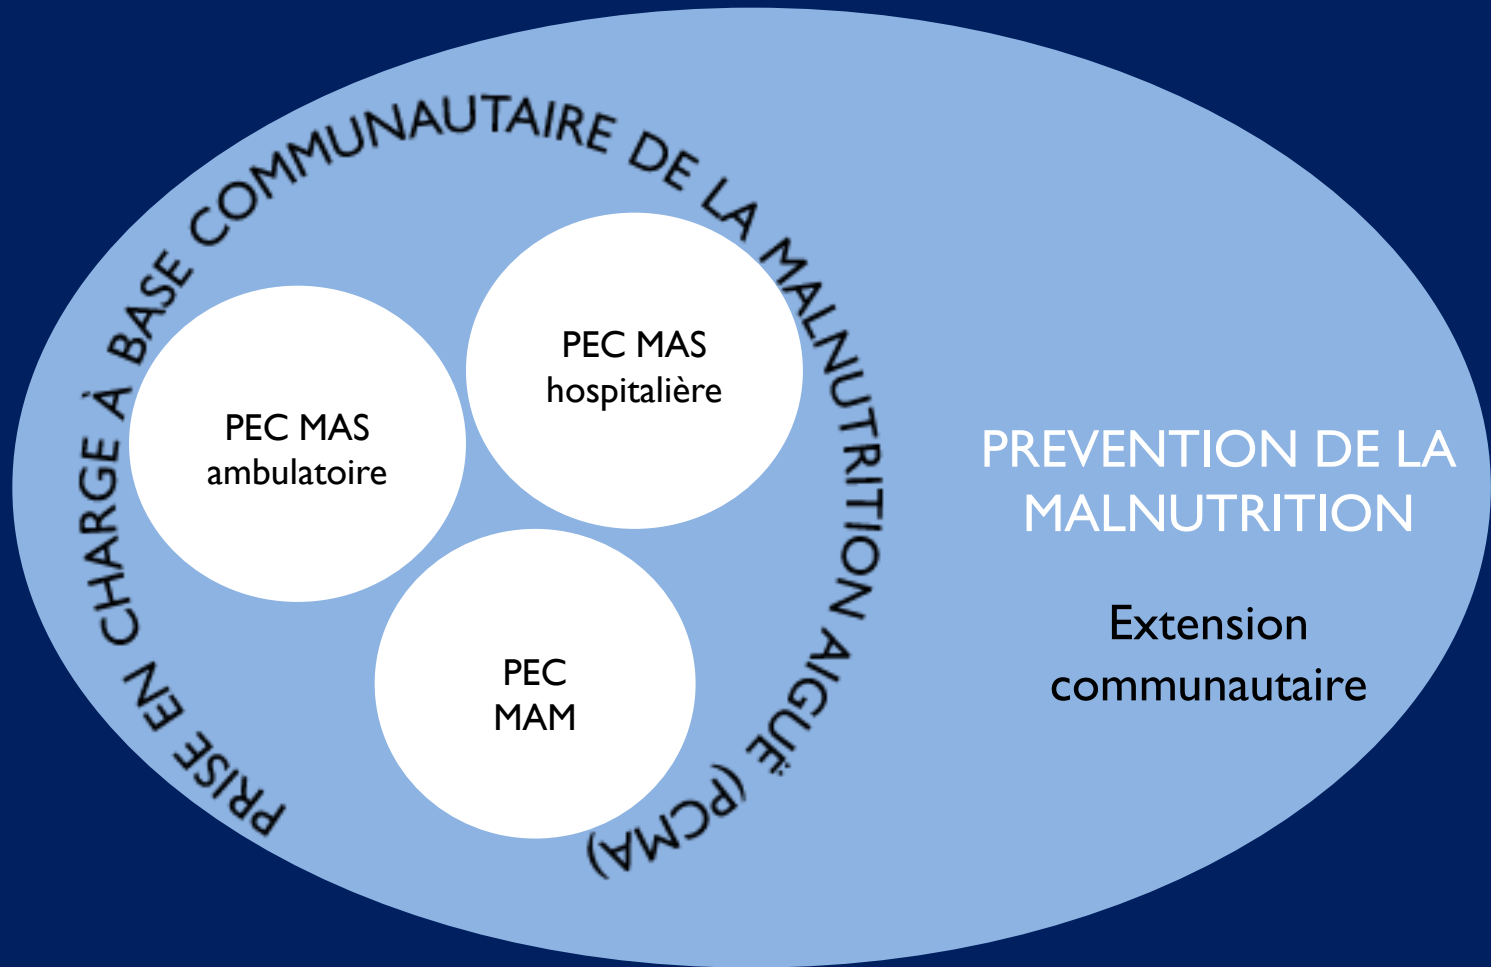 PRISE EN CHARGE À BASE COMMUNAUTAIRE DE LA MALNUTRITION AIGUË (PCMA)
PEC MAS
hospitalière
PEC MAS
ambulatoire
PEC
MAM
PREVENTION DE LA
MALNUTRITION
Extension
communautaire